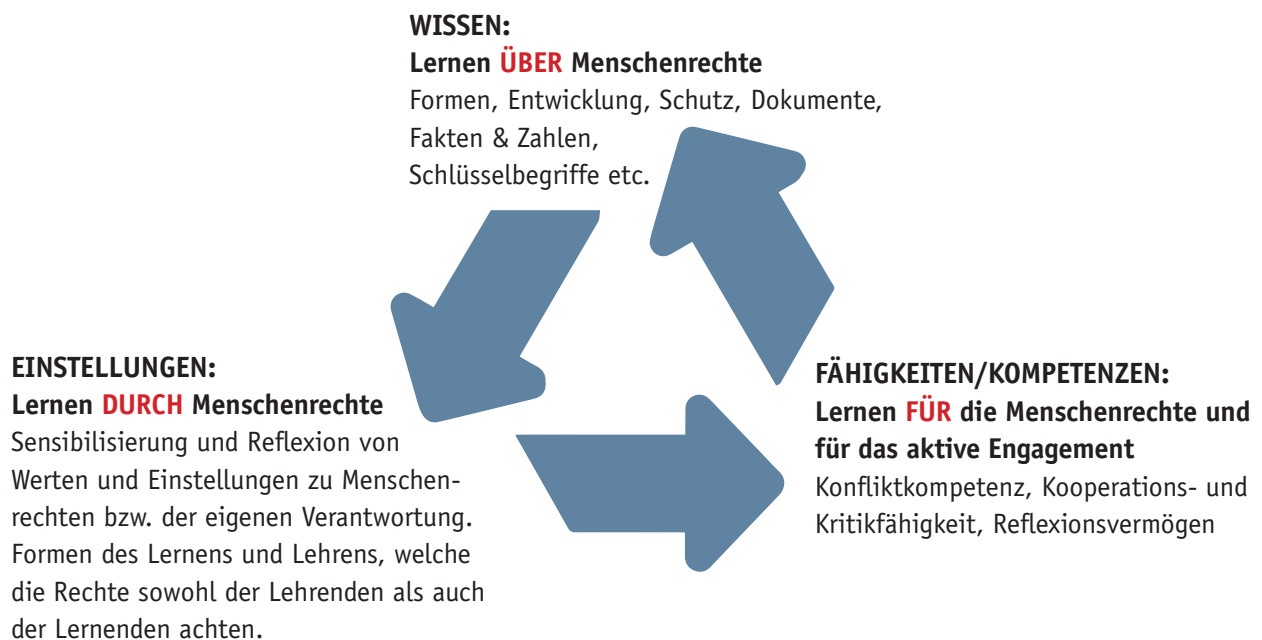 WISSEN:
Lernen ÜBER Menschenrechte
Formen, Entwicklung, Schutz, Dokumente,
Fakten & Zahlen,
Schlüsselbegriffe etc.
EINSTELLUNGEN:
Lernen DURCH Menschenrechte
Sensibilisierung und Reflexion von
Werten und Einstellungen zu Menschen-
rechten bzw. der eigenen Verantwortung.
Formen des Lernens und Lehrens, welche
die Rechte sowohl der Lehrenden als auch
der Lernenden achten.
FÄHIGKEITEN/KOMPETENZEN:
Lernen FÜR die Menschenrechte und
für das aktive Engagement
Konfliktkompetenz, Kooperations- und
Kritikfähigkeit, Reflexionsvermögen